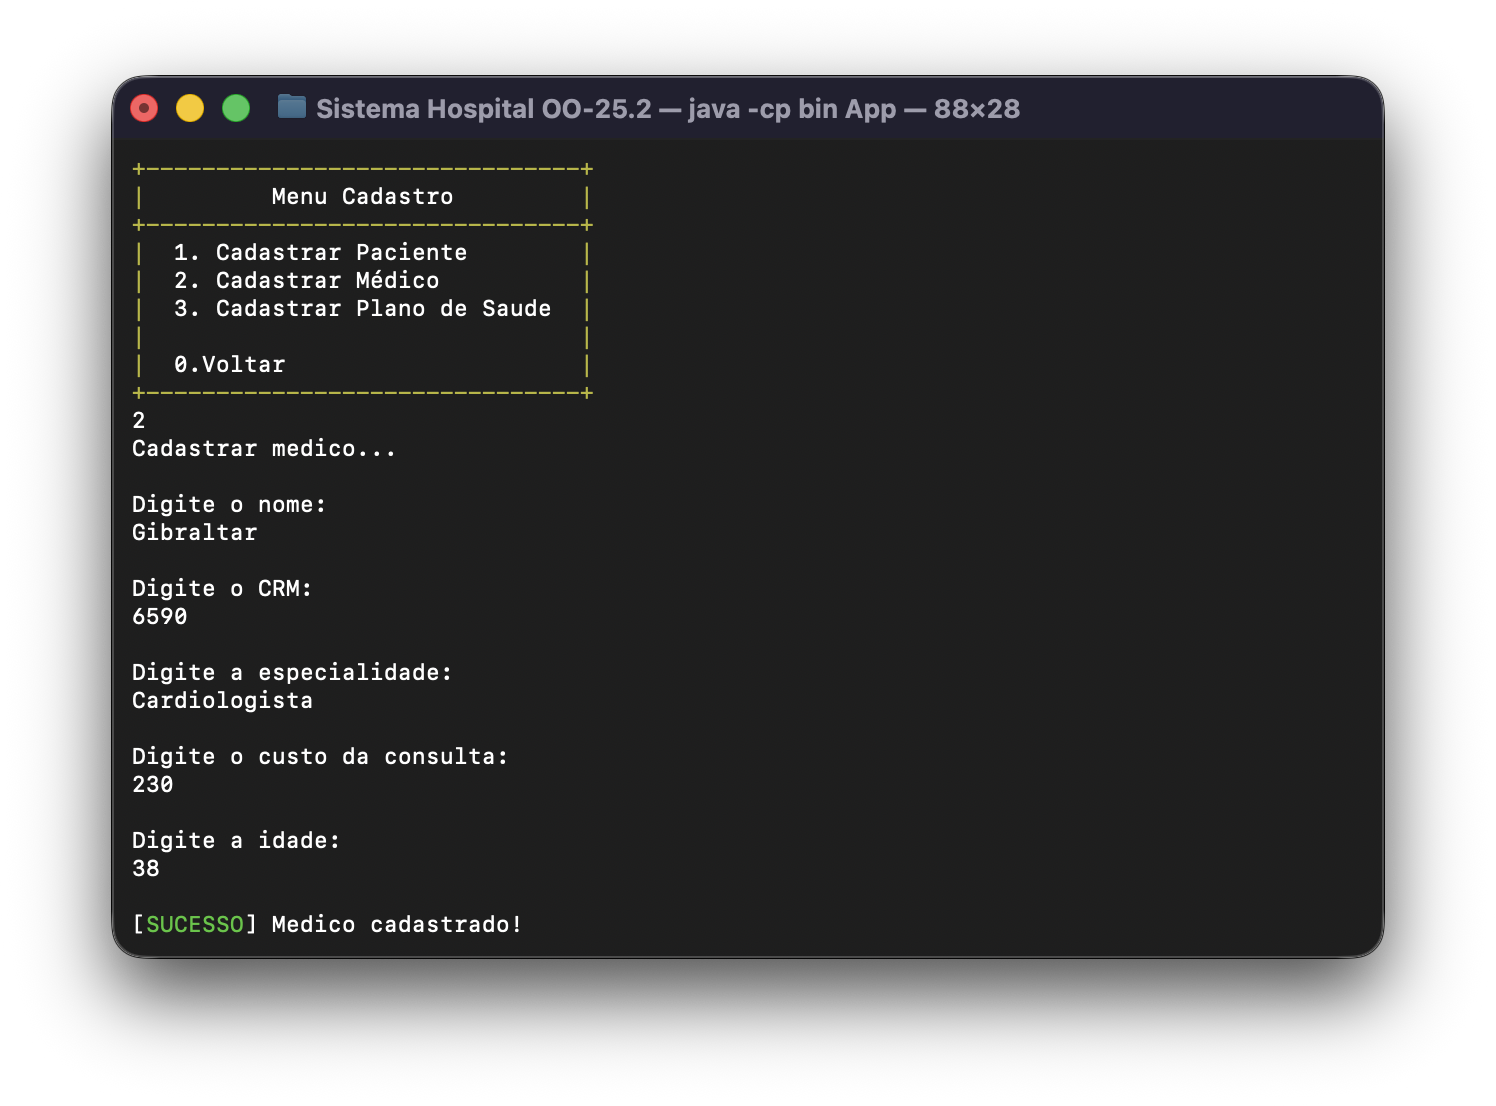 Sistema Hospital OO-25.2 — java -cp bin App — 88×28
+-------------------------------+
|         Menu Cadastro         |
+-------------------------------+
|  1. Cadastrar Paciente        |
|  2. Cadastrar Médico          |
|  3. Cadastrar Plano de Saude  |
|                               |
|  0.Voltar                     |
+-------------------------------+
2
Cadastrar medico...
Digite o nome:
Gibraltar
Digite o CRM:
6590
Digite a especialidade:
Cardiologista
Digite o custo da consulta:
230
Digite a idade:
38
[SUCESSO] Medico cadastrado!